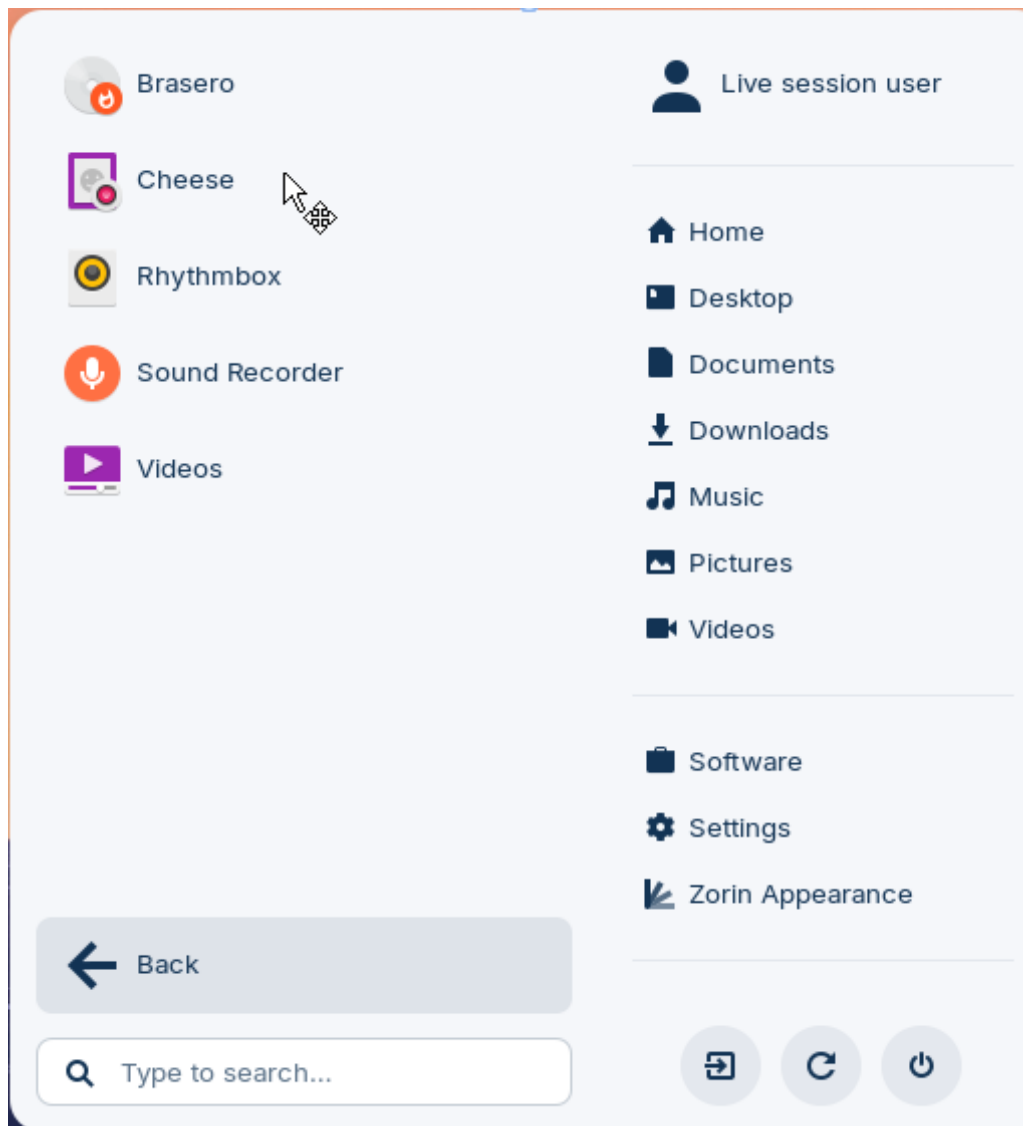 Brasero
Cheese
Rhythmbox
Sound Recorder
Videos
Back
Type to search...
Live session user
Home
Desktop
Documents
Downloads
Music
Pictures
Videos
Software
Settings
Zorin Appearance